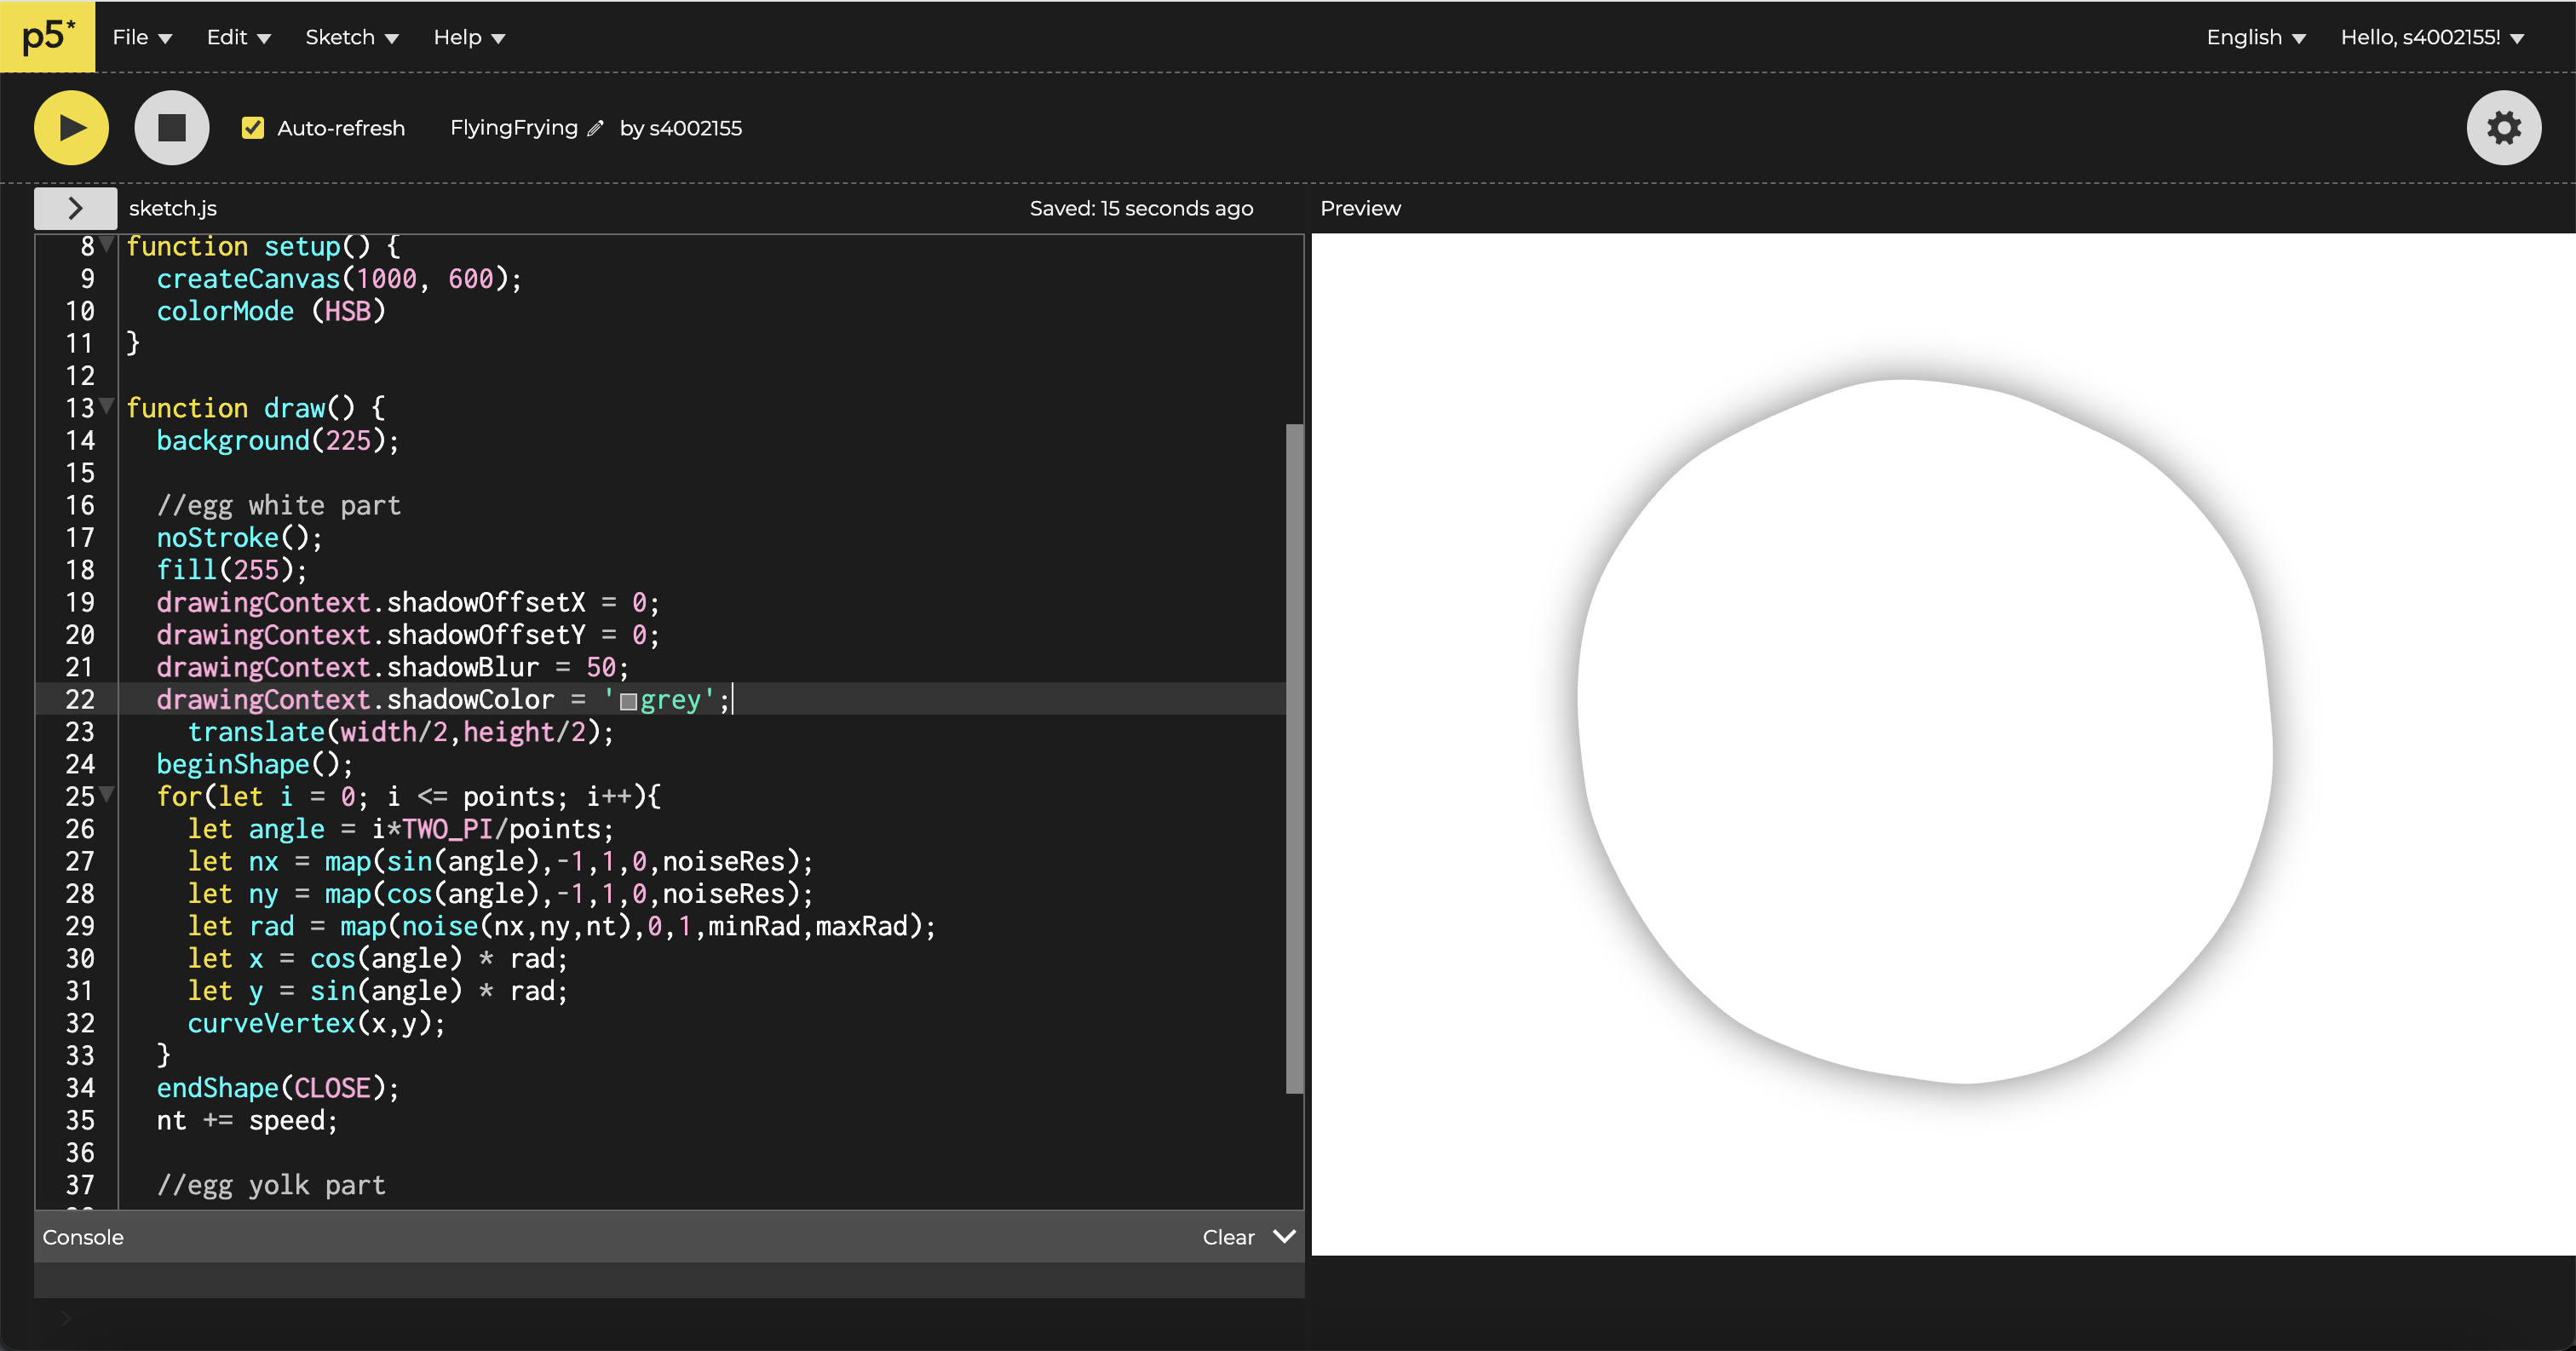 p5* File Edit Sketch Help English Hello, s4002155!
Auto-refresh FlyingFrying by s4002155
sketch.js Saved: 15 seconds ago Preview
8 function setup() {
9 createCanvas(1000, 600);
10 colorMode (HSB)
11 }
12
13 function draw() {
14 background(225);
15
16 //egg white part
17 noStroke();
18 fill(255);
19 drawingContext.shadowOffsetX = 0;
20 drawingContext.shadowOffsetY = 0;
21 drawingContext.shadowBlur = 50;
22 drawingContext.shadowColor = 'grey';
23 translate(width/2,height/2);
24 beginShape();
25 for(let i = 0; i <= points; i++){
26 let angle = i*TWO_PI/points;
27 let nx = map(sin(angle),-1,1,0,noiseRes);
28 let ny = map(cos(angle),-1,1,0,noiseRes);
29 let rad = map(noise(nx,ny,nt),0,1,minRad,maxRad);
30 let x = cos(angle) * rad;
31 let y = sin(angle) * rad;
32 curveVertex(x,y);
33 }
34 endShape(CLOSE);
35 nt += speed;
36
37 //egg yolk part
Console Clear